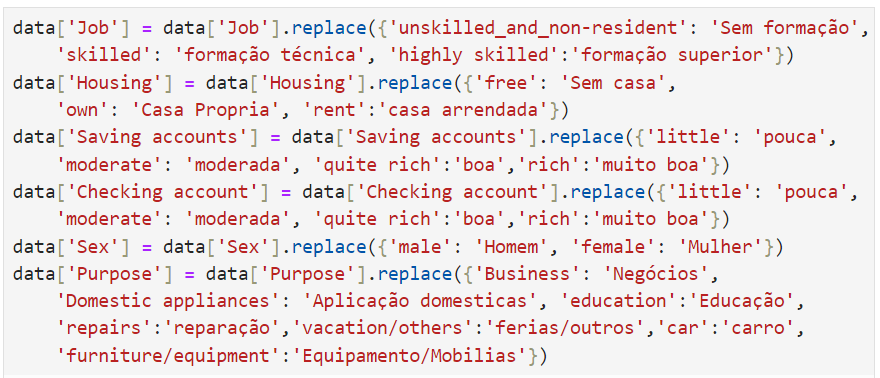 data['Job'] = data['Job'].replace({'unskilled_and_non-resident': 'Sem formação',
'skilled': 'formação técnica', 'highly skilled':'formação superior'})
data['Housing'] = data['Housing'].replace({'free': 'Sem casa',
'own': 'Casa Propria', 'rent':'casa arrendada'})
data['Saving accounts'] = data['Saving accounts'].replace({'little': 'pouca',
'moderate': 'moderada', 'quite rich':'boa','rich':'muito boa'})
data['Checking account'] = data['Checking account'].replace({'little': 'pouca',
'moderate': 'moderada', 'quite rich':'boa','rich':'muito boa'})
data['Sex'] = data['Sex'].replace({'male': 'Homem', 'female': 'Mulher'})
data['Purpose'] = data['Purpose'].replace({'Business': 'Negócios',
'Domestic appliances': 'Aplicação domesticas', 'education':'Educação',
'repairs':'reparação','vacation/others':'ferias/outros','car':'carro',
'furniture/equipment':'Equipamento/Mobilias'})